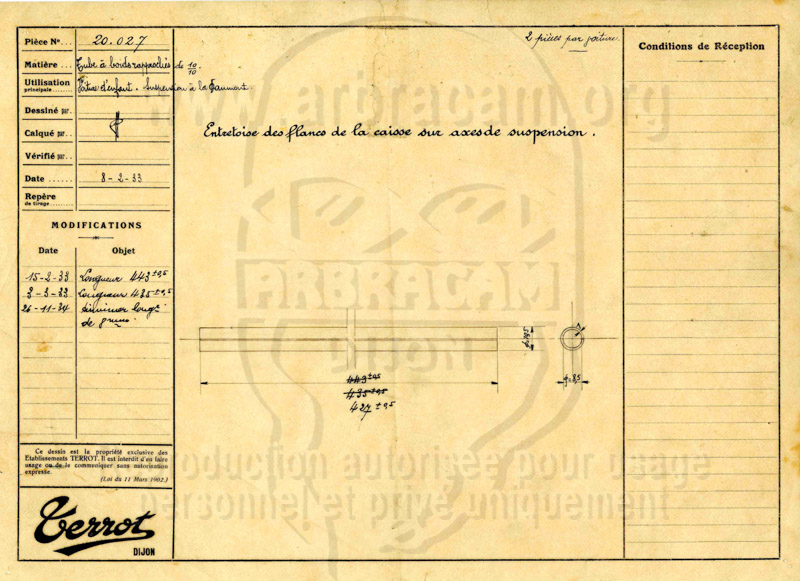 Pièce Nº... 20.027
Matière... Tube à bords rapprochés de 10/10
Utilisation principale... d'enfant. Suspension à la Daumont.
Dessiné par.
Calqué par..
Vérifié par..
Date... 8-2-33
Repère de tirage...
MODIFICATIONS
Date Objet
15-2-33 Longueur 443 ±0,5
3-3-33 Longueur 435 ±0,5
26-11-34 diminuer longr
de
Ce dessin est la propriété exclusive des
Etablissements TERROT. Il est interdit d'en faire
usage ou de le communiquer sans autorisation
expresse.
(Loi du 11 Mars 1902.)
Terrot
DIJON
2 pièces par voiture.
Entretoise des flancs de la caisse sur axes de suspension.
443 ±0,5
435 ±0,5
427 ±0,5
Conditions de Réception
www.arbracam.org
ARBRACAM
DIJON
Reproduction autorisée pour usage
personnel et privé uniquement